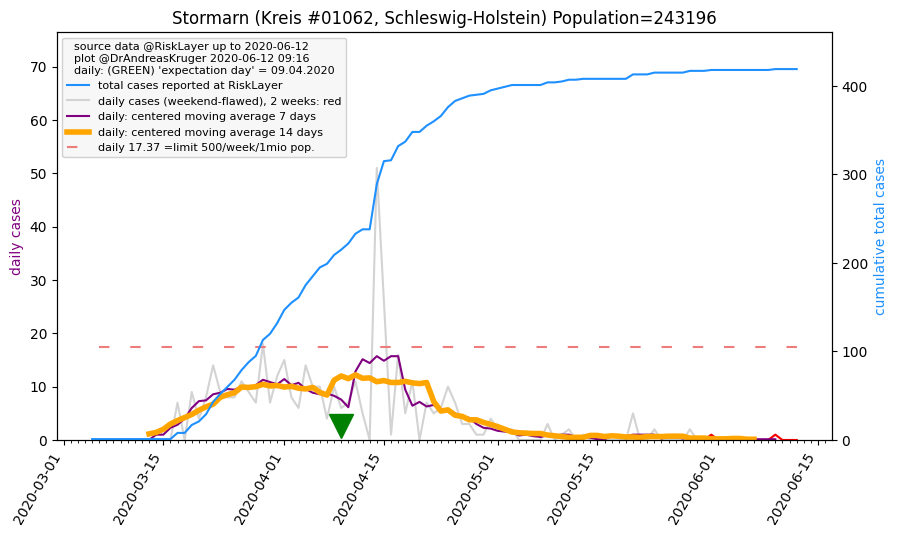 Stormarn (Kreis #01062, Schleswig-Holstein) Population=243196
source data @RiskLayer up to 2020-06-12
plot @DrAndreasKruger 2020-06-12 09:16
daily: (GREEN) 'expectation day' = 09.04.2020
total cases reported at RiskLayer
daily cases (weekend-flawed), 2 weeks: red
daily: centered moving average 7 days
daily: centered moving average 14 days
daily 17.37 =limit 500/week/1mio pop.
daily cases
70
60
50
40
30
20
10
0
cumulative total cases
400
300
200
100
0
2020-03-01
2020-03-15
2020-04-01
2020-04-15
2020-05-01
2020-05-15
2020-06-01
2020-06-15